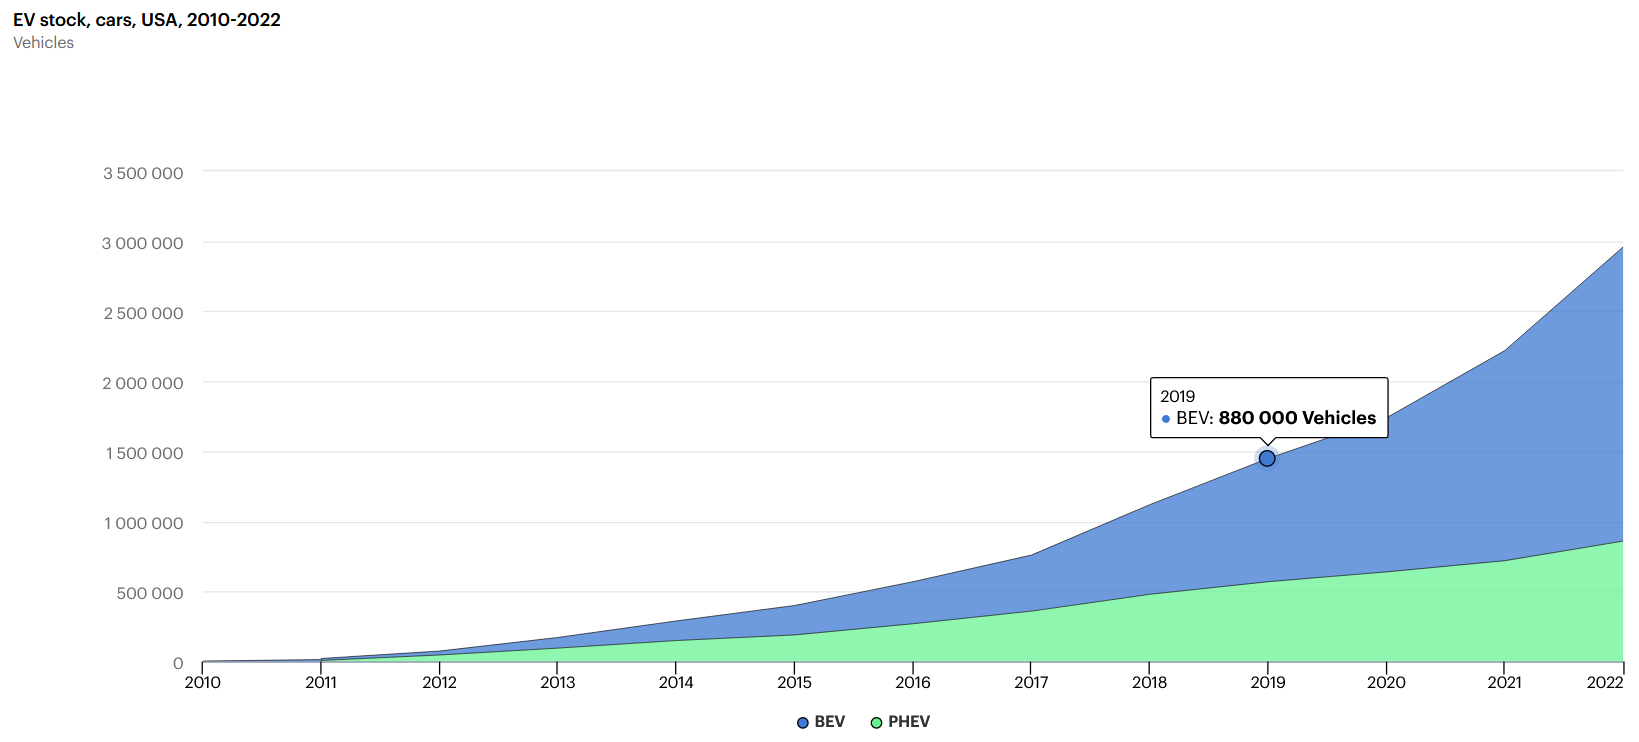 EV stock, cars, USA, 2010-2022
Vehicles
3 500 000
3 000 000
2 500 000
2 000 000
1 500 000
1 000 000
500 000
0
2019
BEV: 880 000 Vehicles
2010 2011 2012 2013 2014 2015 2016 2017 2018 2019 2020 2021 2022
BEV PHEV